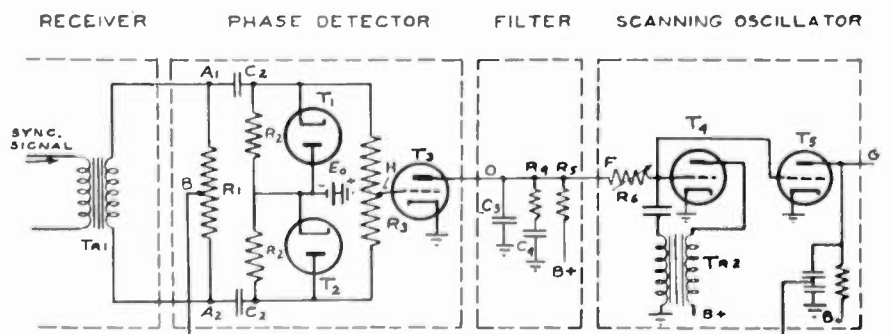 RECEIVER PHASE DETECTOR FILTER SCANNING OSCILLATOR
A1 C2
T1
T4 T5
SYNC. SIGNAL
R2
E0
H T3
O
R4 R5
F
G
B R1
- +
R6
R3
C3
TR1
R2
C4
TR2
T2
B+
A2 C2
B+
B+